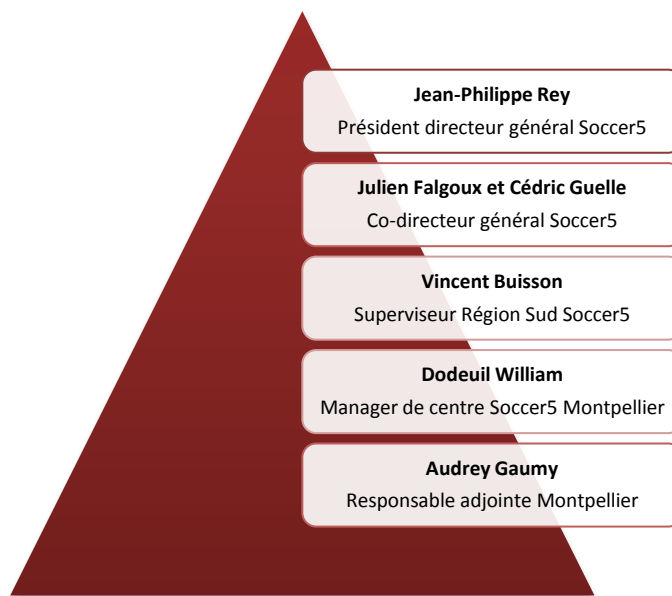 Jean-Philippe Rey
Président directeur général Soccer5
Julien Falgoux et Cédric Guelle
Co-directeur général Soccer5
Vincent Buisson
Superviseur Région Sud Soccer5
Dodeuil William
Manager de centre Soccer5 Montpellier
Audrey Gaumy
Responsable adjointe Montpellier